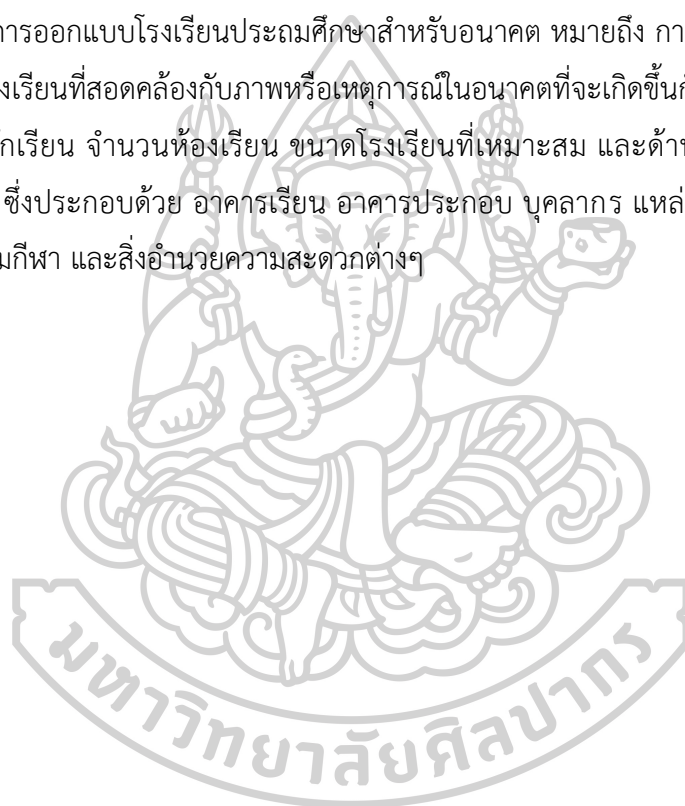 การออกแบบโรงเรียนประถมศึกษาสำหรับอนาคต หมายถึง
เรียนที่สอดคล้องกับภาพหรือเหตุการณ์ในอนาคตที่จะเกิดขึ้น
เรียน จำนวนห้องเรียน ขนาดโรงเรียนที่เหมาะสม และด้าน
ซึ่งประกอบด้วย อาคารเรียน อาคารประกอบ บุคลากร
กีฬา และสิ่งอำนวยความสะดวกต่างๆ
มหาวิทยาลัยศิลปากร